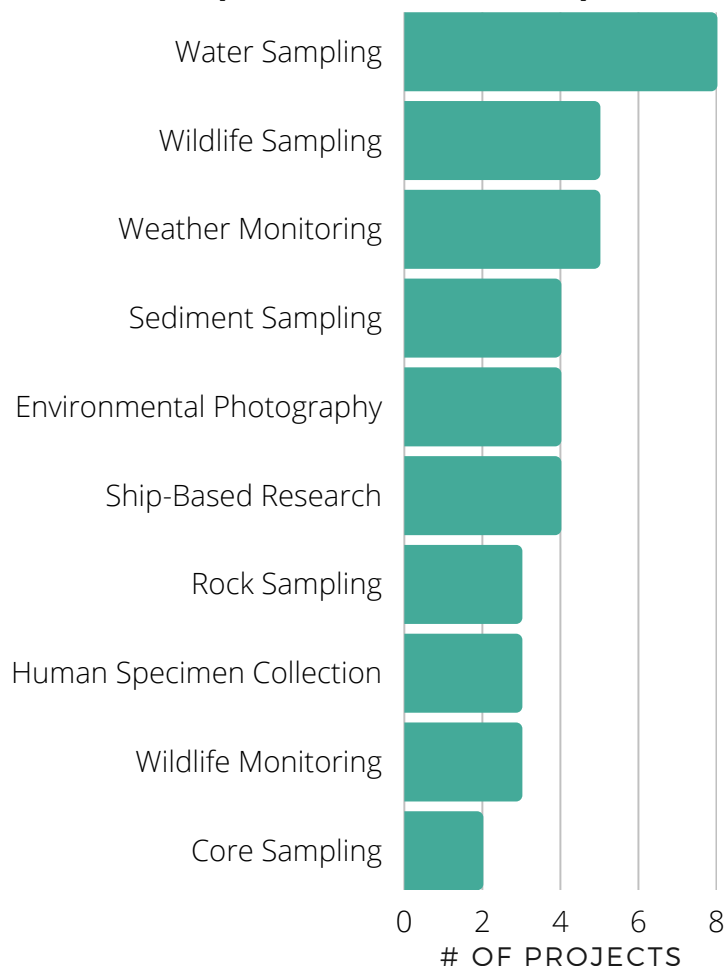 Water Sampling
Wildlife Sampling
Weather Monitoring
Sediment Sampling
Environmental Photography
Ship-Based Research
Rock Sampling
Human Specimen Collection
Wildlife Monitoring
Core Sampling
0 2 4 6 8
# OF PROJECTS